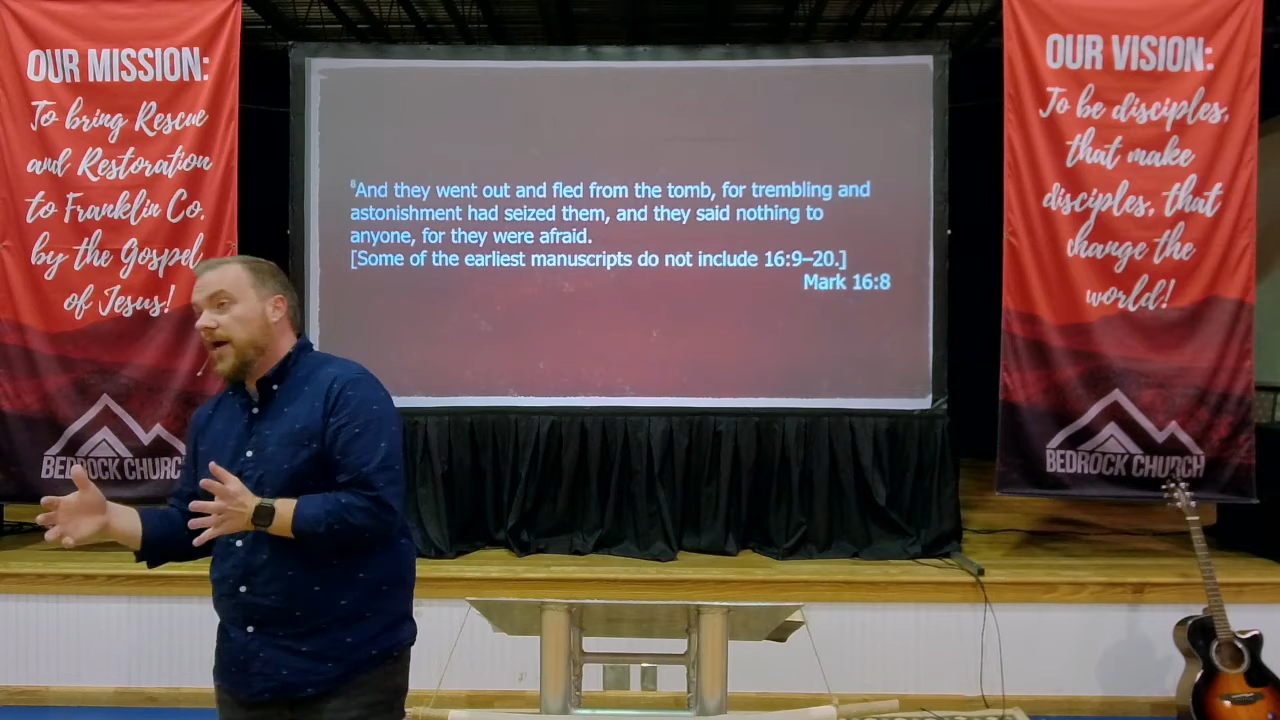 OUR MISSION:
To bring Rescue
and Restoration
to Franklin Co.
by the Gospel
of Jesus!
BEDROCK CHURC
8And they went out and fled from the tomb, for trembling and
astonishment had seized them, and they said nothing to
anyone, for they were afraid.
[Some of the earliest manuscripts do not include 16:9–20.]
Mark 16:8
OUR VISION:
To be disciples,
that make
disciples, that
change the
world!
BEDROCK CHURCH